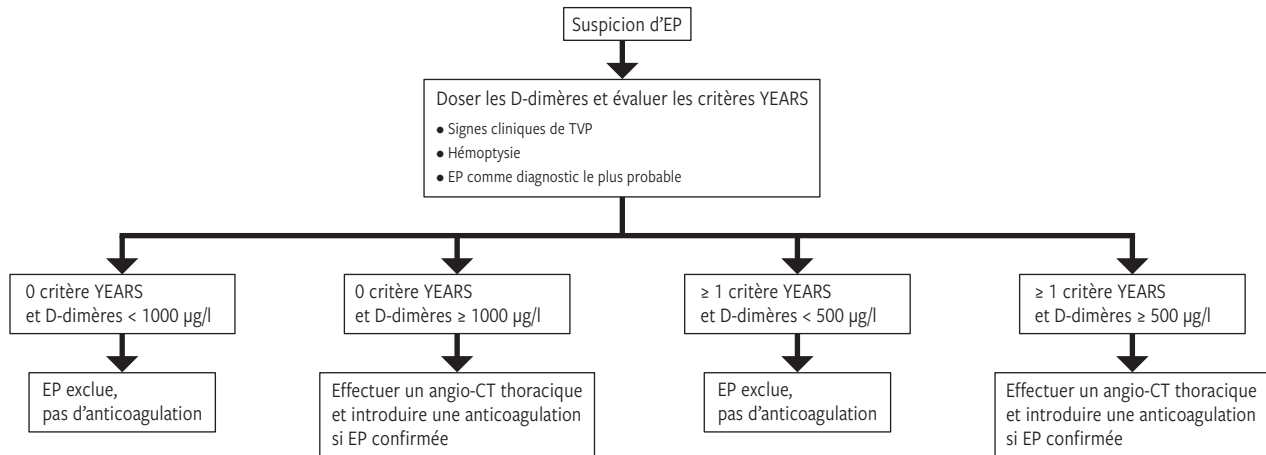 Suspicion d'EP
Doser les D-dimères et évaluer les critères YEARS
● Signes cliniques de TVP
● Hémoptysie
● EP comme diagnostic le plus probable
0 critère YEARS
et D-dimères < 1000 µg/l
0 critère YEARS
et D-dimères ≥ 1000 µg/l
≥ 1 critère YEARS
et D-dimères < 500 µg/l
≥ 1 critère YEARS
et D-dimères ≥ 500 µg/l
EP exclue,
pas d'anticoagulation
Effectuer un angio-CT thoracique
et introduire une anticoagulation
si EP confirmée
EP exclue,
pas d'anticoagulation
Effectuer un angio-CT thoracique
et introduire une anticoagulation
si EP confirmée